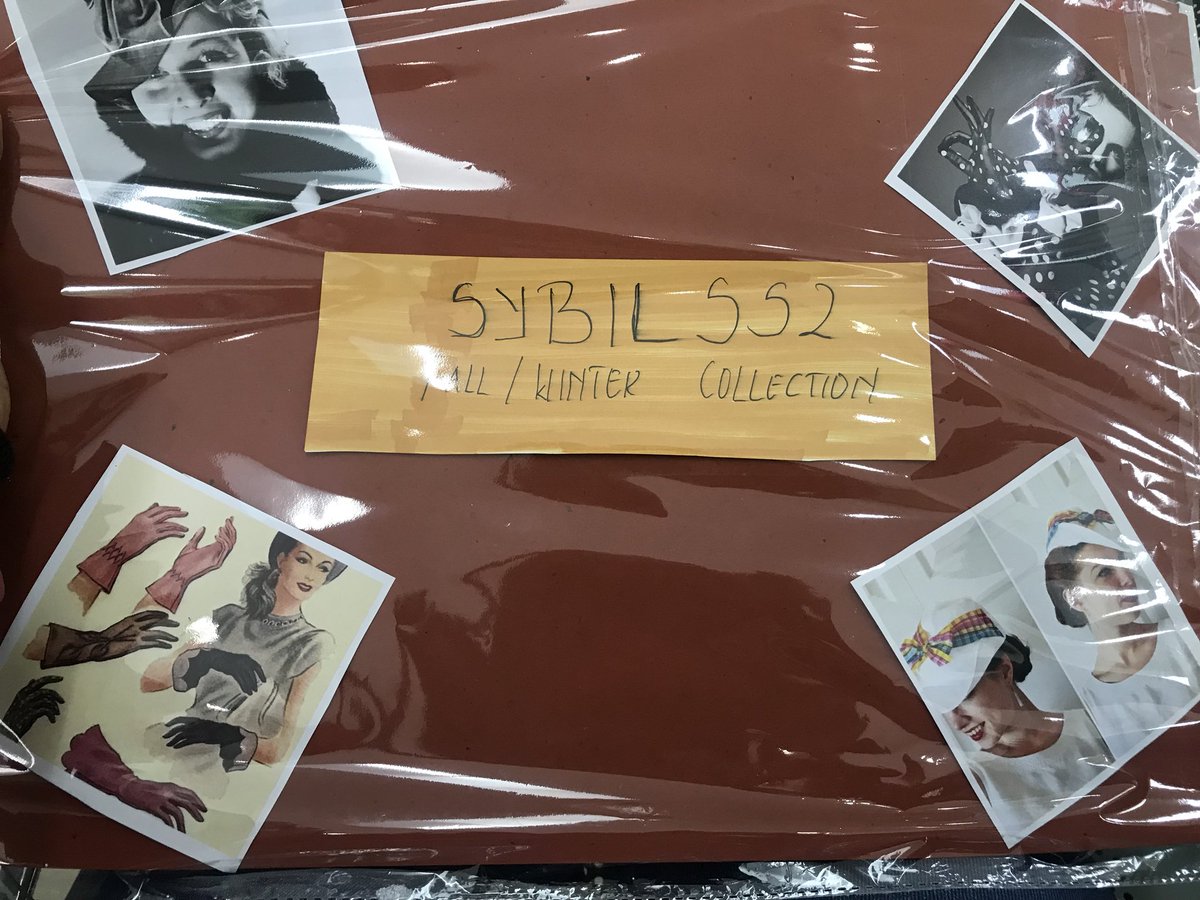 SYBIL SS2
FALL / WINTER COLLECTION